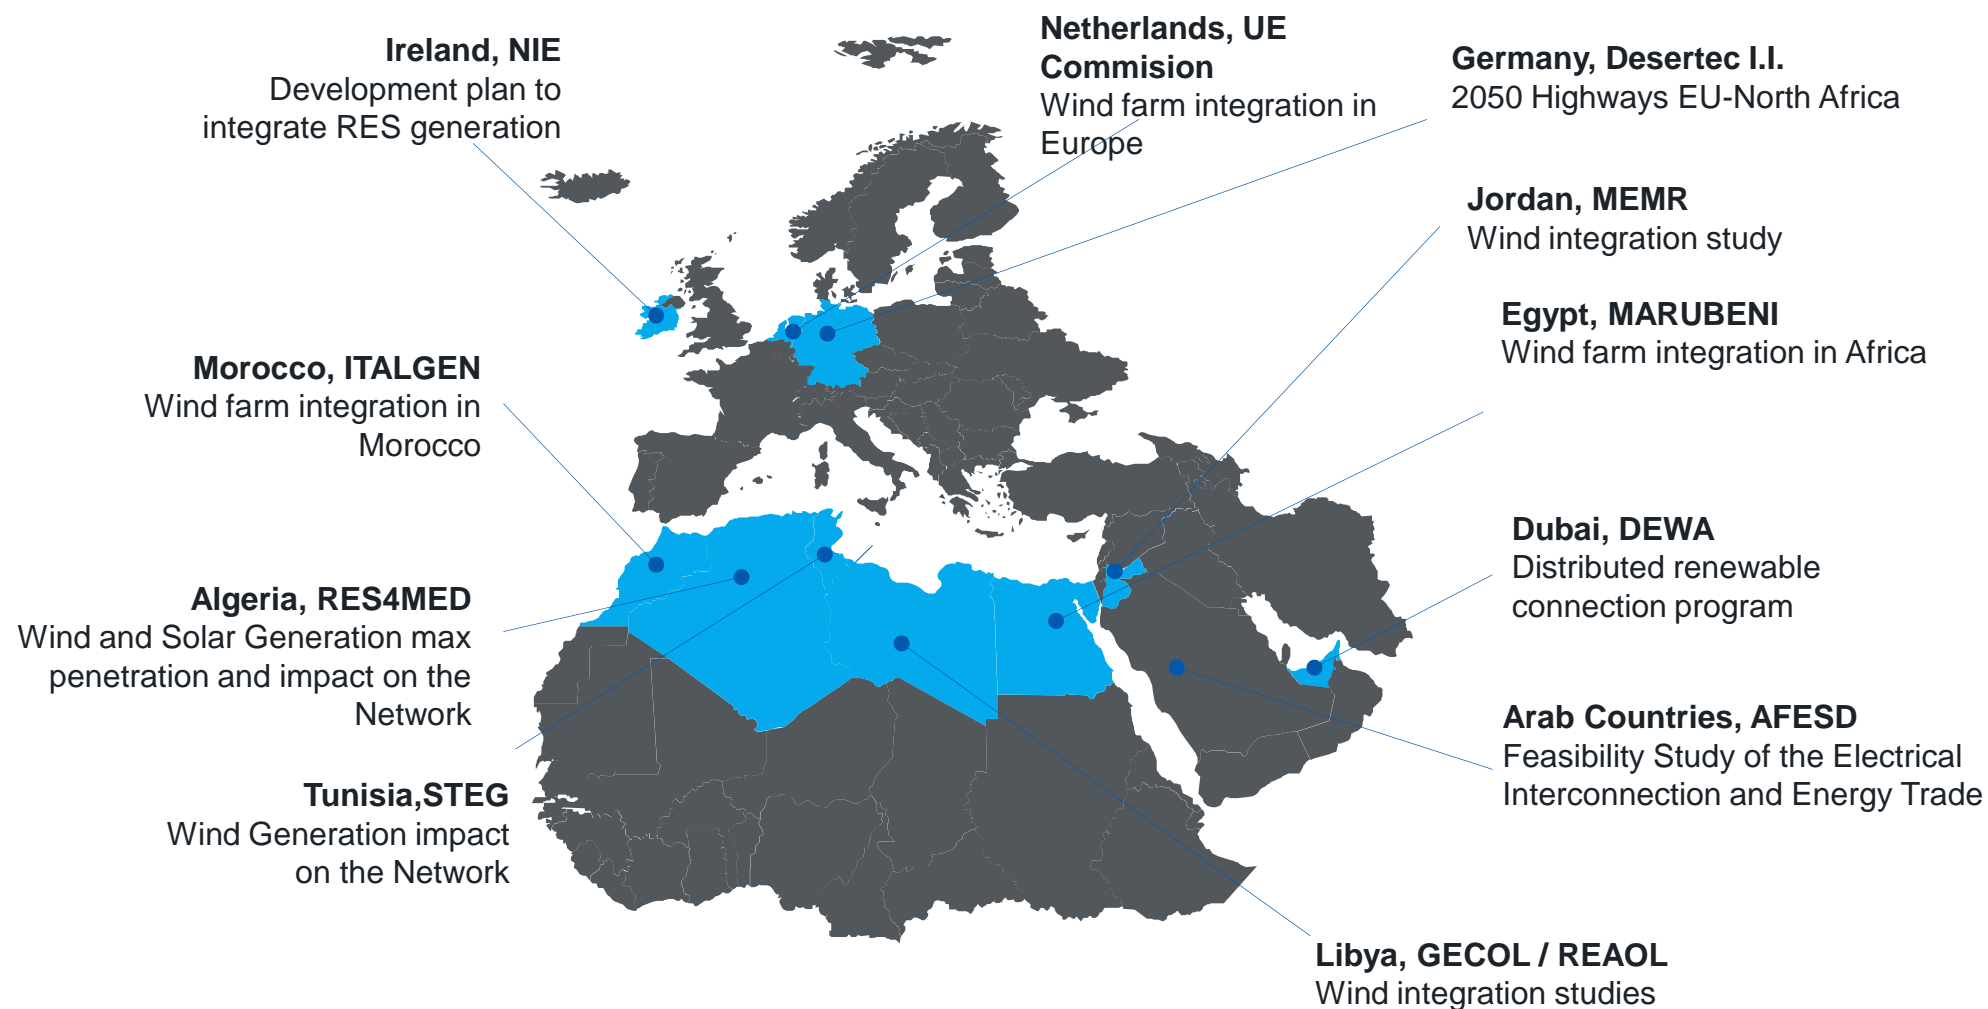 Ireland, NIE
Development plan to
integrate RES generation
Netherlands, UE
Commision
Wind farm integration in
Europe
Germany, Desertec I.I.
2050 Highways EU-North Africa
Jordan, MEMR
Wind integration study
Egypt, MARUBENI
Wind farm integration in Africa
Morocco, ITALGEN
Wind farm integration in
Morocco
Dubai, DEWA
Distributed renewable
connection program
Algeria, RES4MED
Wind and Solar Generation max
penetration and impact on the
Network
Arab Countries, AFESD
Feasibility Study of the Electrical
Interconnection and Energy Trade
Tunisia,STEG
Wind Generation impact
on the Network
Libya, GECOL / REAOL
Wind integration studies